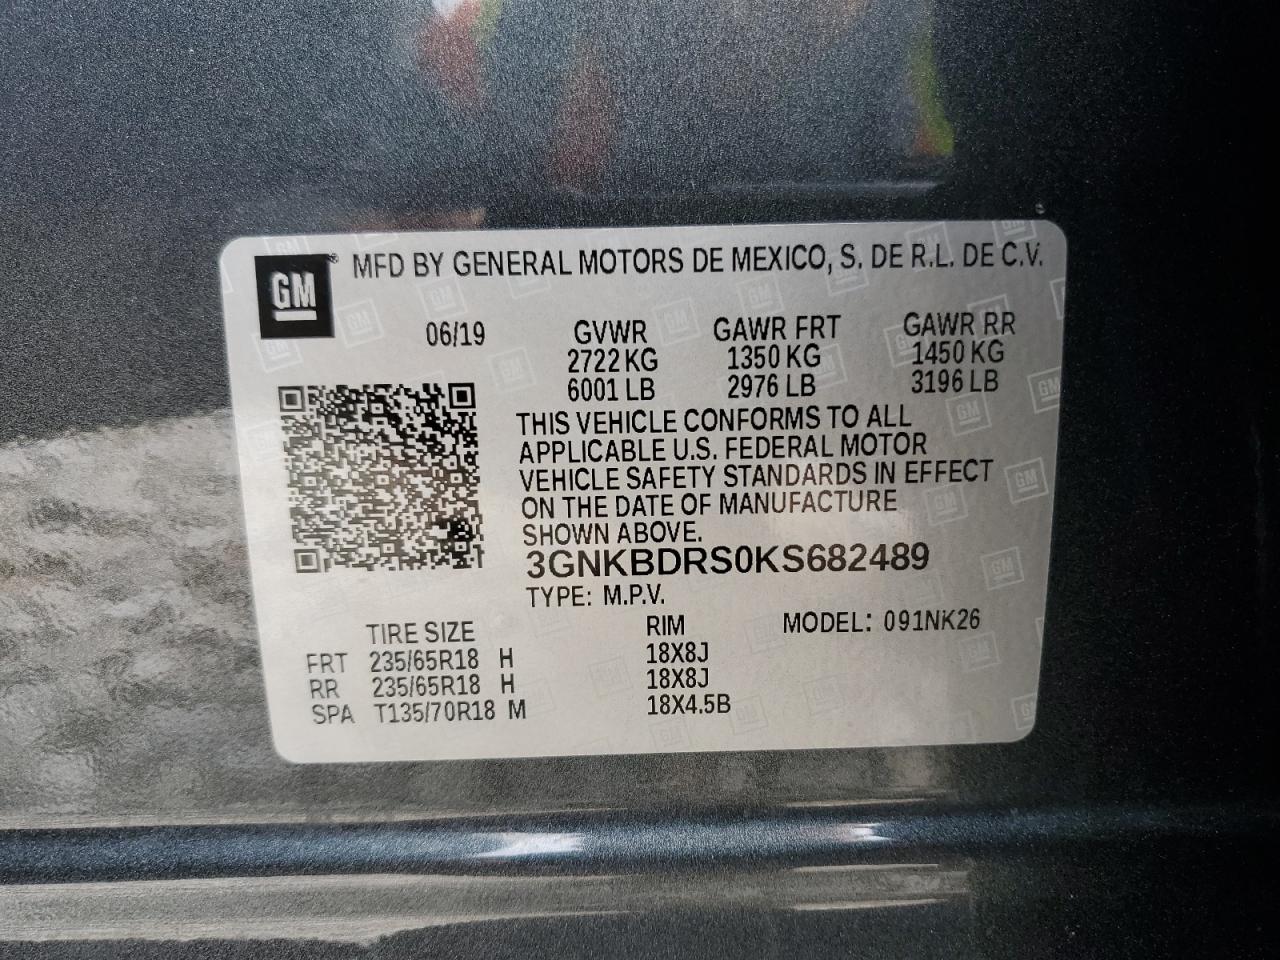 GM® MFD BY GENERAL MOTORS DE MEXICO, S. DE R.L. DE C.V.
06/19 GVWR GAWR FRT GAWR RR
2722 KG 1350 KG 1450 KG
6001 LB 2976 LB 3196 LB
THIS VEHICLE CONFORMS TO ALL
APPLICABLE U.S. FEDERAL MOTOR
VEHICLE SAFETY STANDARDS IN EFFECT
ON THE DATE OF MANUFACTURE
SHOWN ABOVE.
3GNKBDRS0KS682489
TYPE: M.P.V.
TIRE SIZE RIM MODEL: 091NK26
FRT 235/65R18 H 18X8J
RR 235/65R18 H 18X8J
SPA T135/70R18 M 18X4.5B